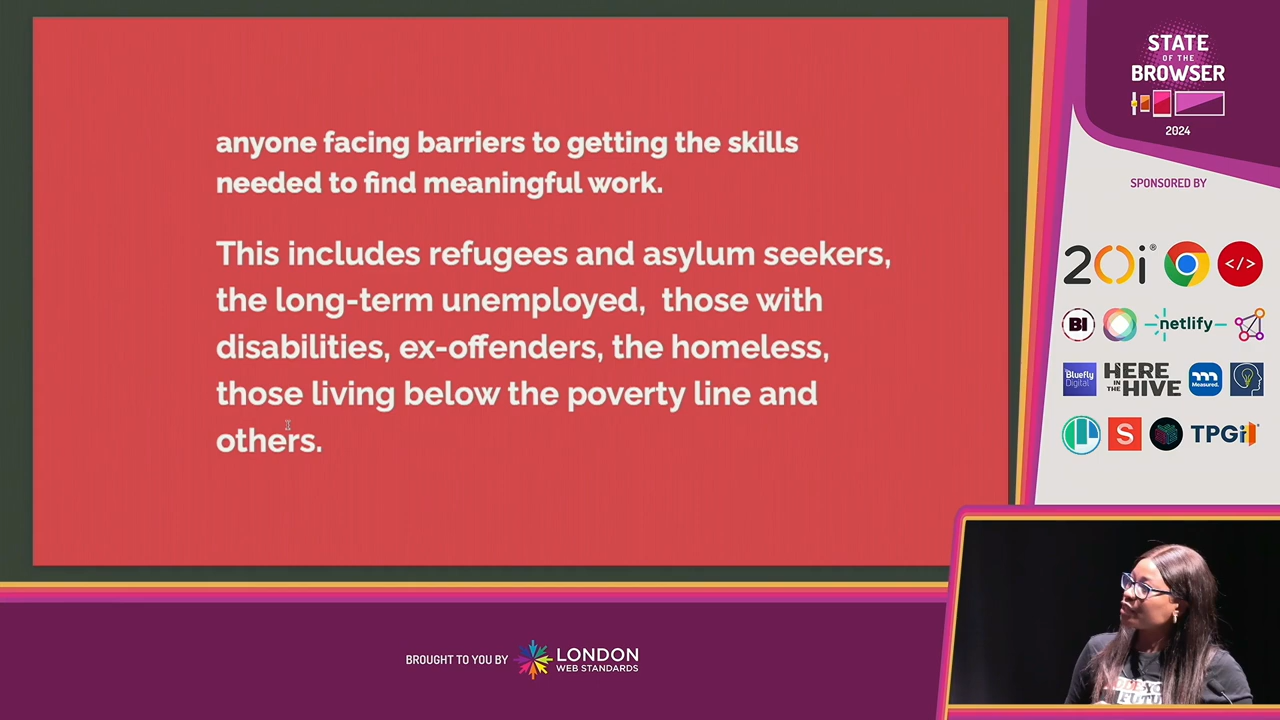 anyone facing barriers to getting the skills
needed to find meaningful work.
This includes refugees and asylum seekers,
the long-term unemployed,  those with
disabilities, ex-offenders, the homeless,
those living below the poverty line and
others.
STATE
OF THE
BROWSER
2024
SPONSORED BY
20i®
</>
BI
netlify
Bluefly
Digital
HERE
IN THE
HIVE
Measured.
S
TPGi
BROUGHT TO YOU BY
LONDON
WEB STANDARDS